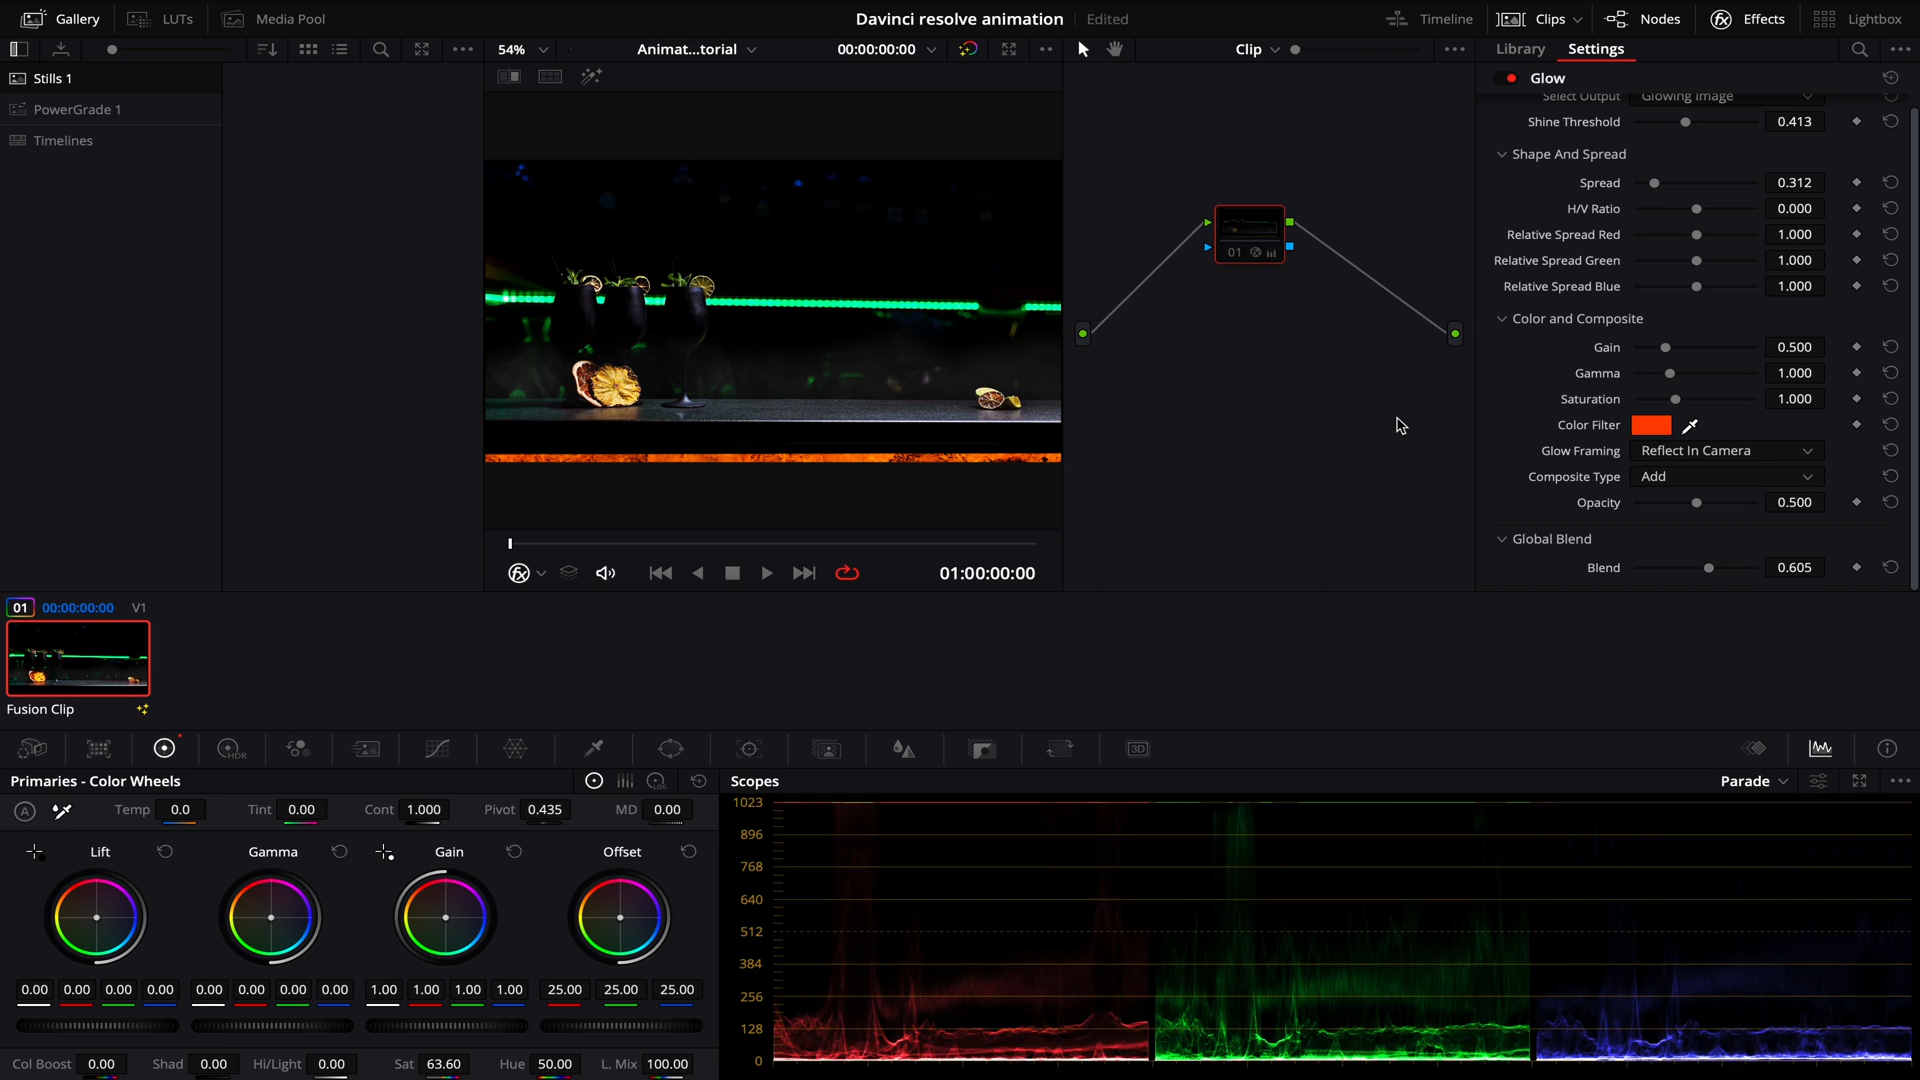 Gallery LUTs Media Pool Davinci resolve animation Edited Timeline Clips Nodes Effects Lightbox
54% Animat...torial 00:00:00:00 Clip Library Settings
Stills 1
PowerGrade 1
Timelines
Glow
Select Output Glowing Image
Shine Threshold 0.413
Shape And Spread
Spread 0.312
H/V Ratio 0.000
Relative Spread Red 1.000
Relative Spread Green 1.000
Relative Spread Blue 1.000
Color and Composite
Gain 0.500
Gamma 1.000
Saturation 1.000
Color Filter
Glow Framing Reflect In Camera
Composite Type Add
Opacity 0.500
Global Blend
Blend 0.605
01
01:00:00:00
01 00:00:00:00 V1
Fusion Clip
HDR
3D
Primaries - Color Wheels
LOG
A Temp 0.0 Tint 0.00 Cont 1.000 Pivot 0.435 MD 0.00
Lift Gamma Gain Offset
0.00 0.00 0.00 0.00 0.00 0.00 0.00 0.00 1.00 1.00 1.00 1.00 25.00 25.00 25.00
Col Boost 0.00 Shad 0.00 Hi/Light 0.00 Sat 63.60 Hue 50.00 L. Mix 100.00
Scopes Parade
1023
896
768
640
512
384
256
128
0